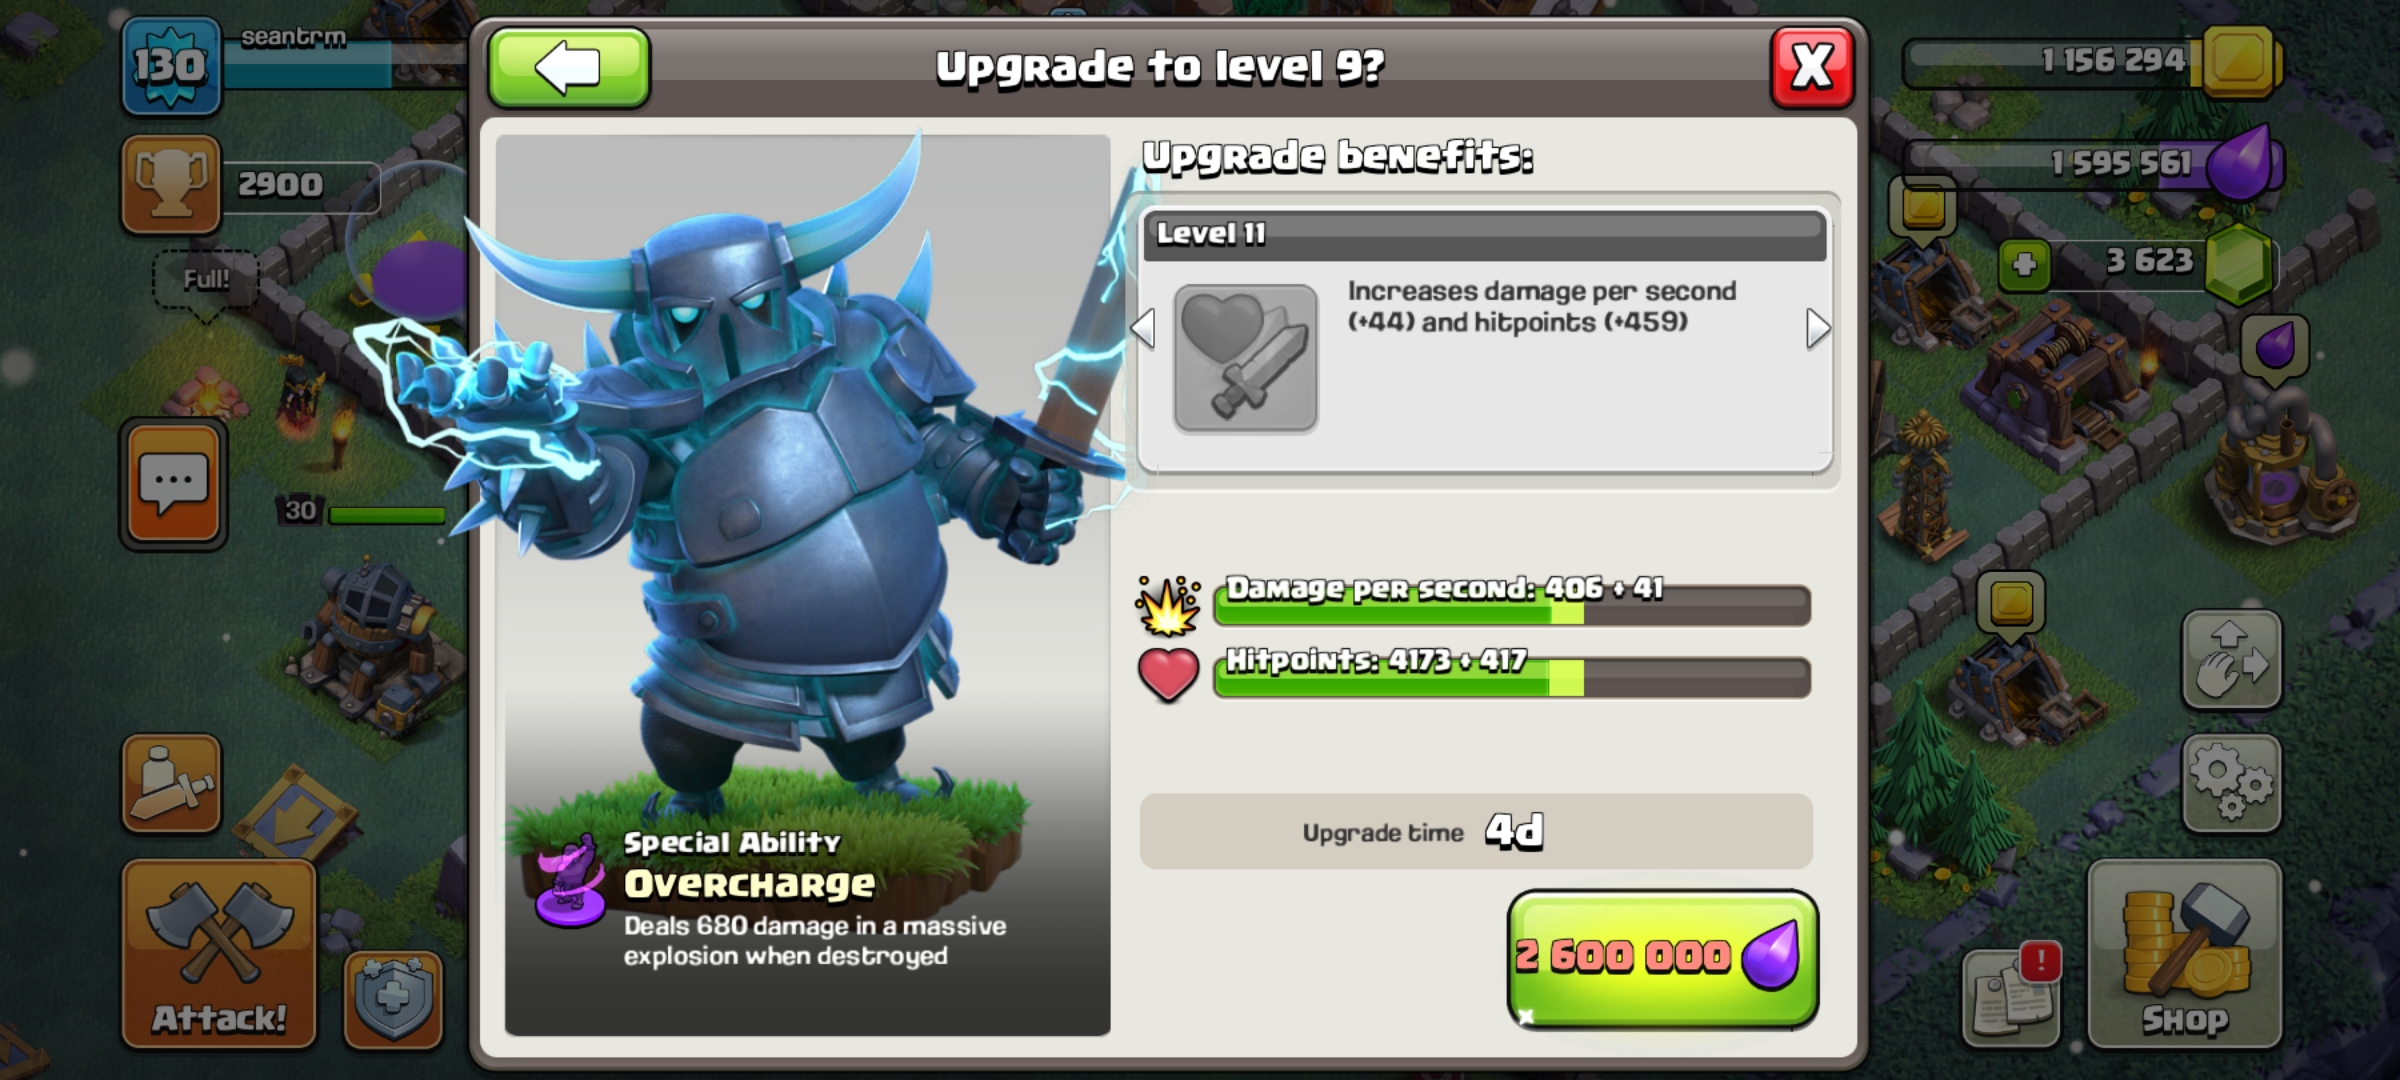 130
seantrm
2900
Full!
30
Attack!
Upgrade to level 9?
X
Upgrade benefits:
Level 11
Increases damage per second
(+44) and hitpoints (+459)
Damage per second: 406 + 41
Hitpoints: 4173 + 417
Upgrade time 4d
2 600 000
Special Ability
Overcharge
Deals 680 damage in a massive
explosion when destroyed
1 156 294
1 595 561
3 623
!
Shop